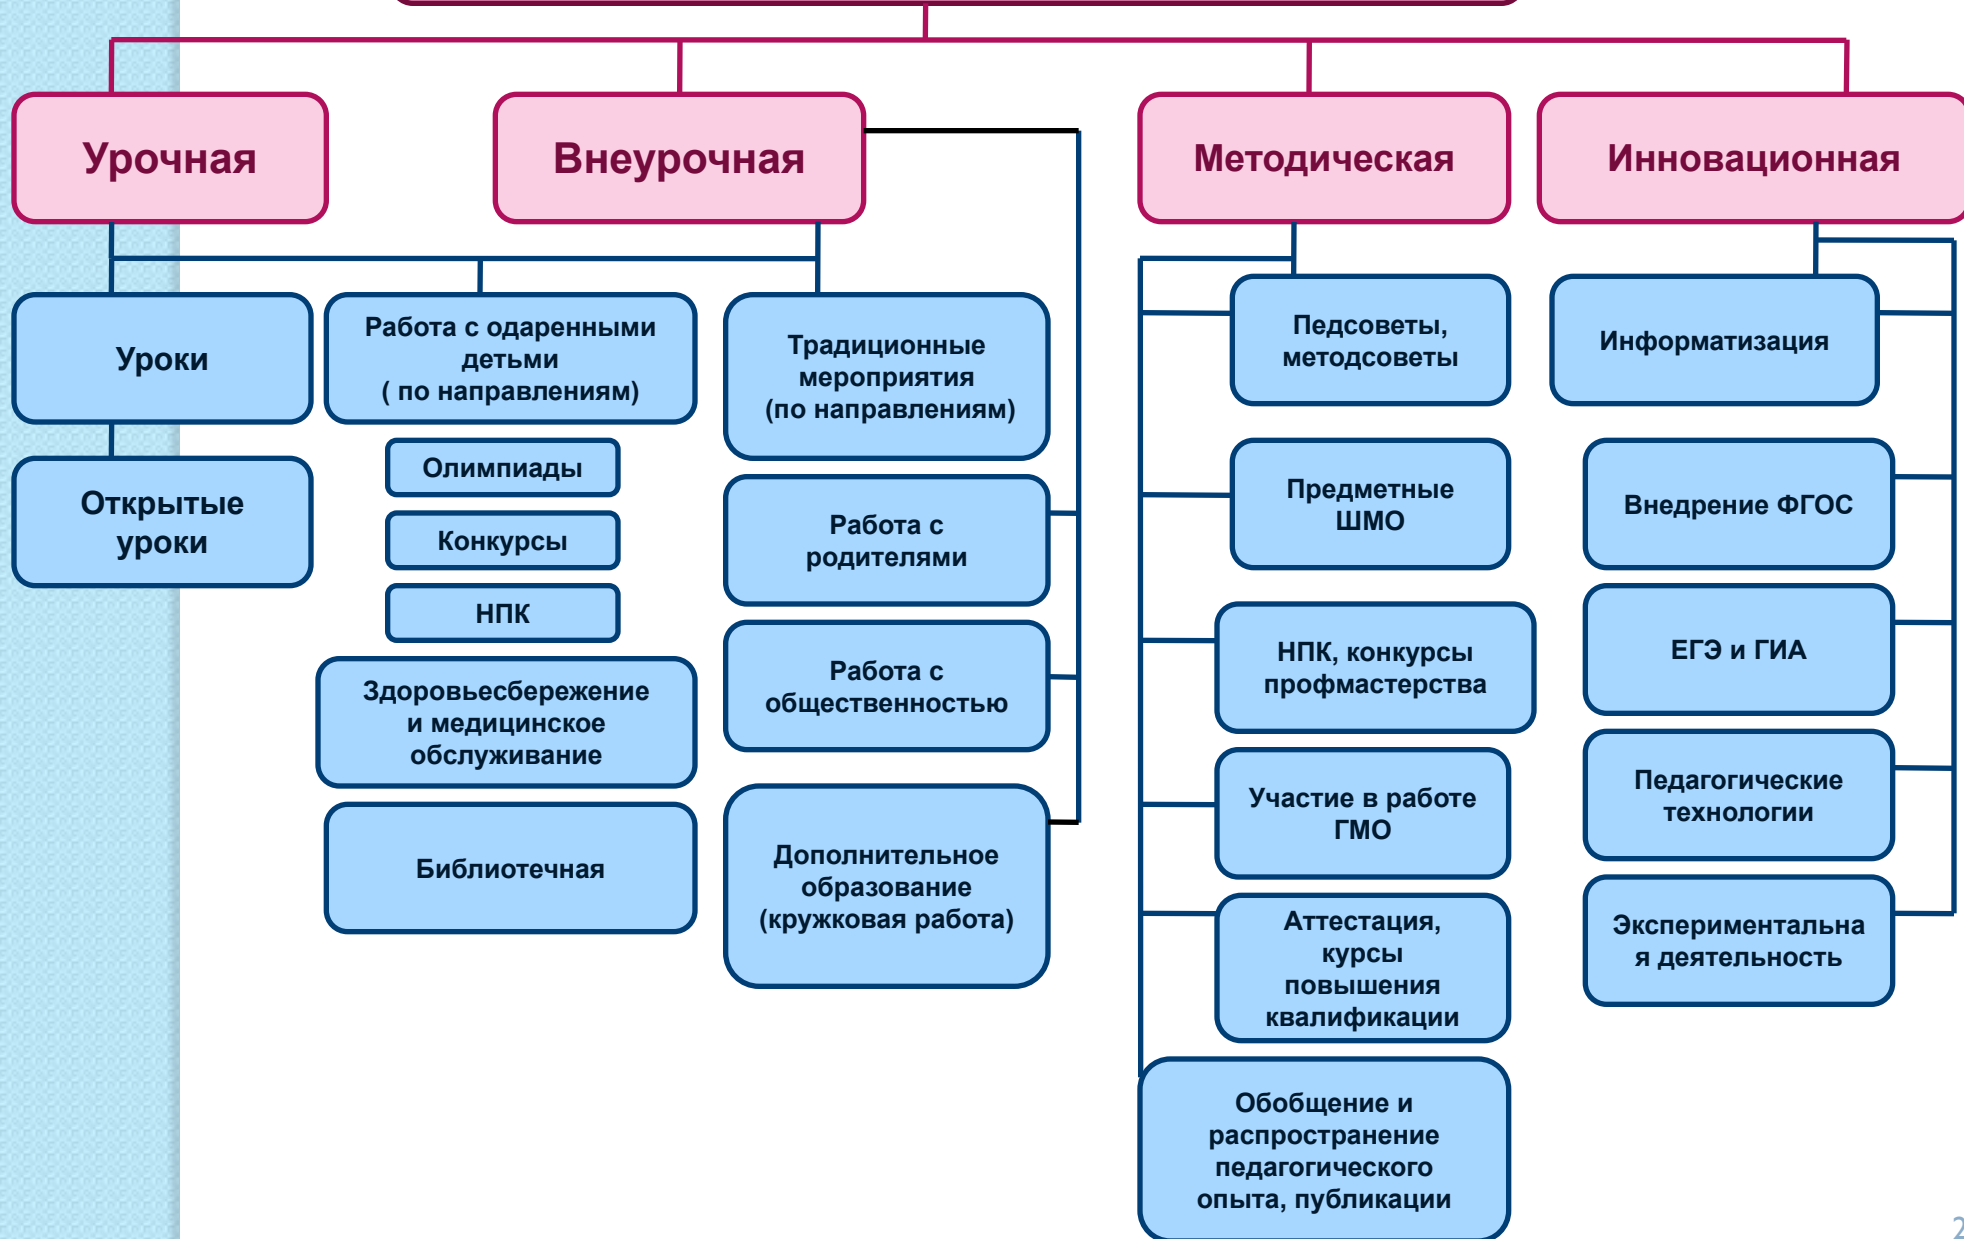 Урочная
Внеурочная
Методическая
Инновационная
Уроки
Открытые
уроки
Работа с одаренными
детьми
( по направлениям)
Олимпиады
Конкурсы
НПК
Здоровьесбережение
и медицинское
обслуживание
Библиотечная
Традиционные
мероприятия
(по направлениям)
Работа с
родителями
Работа с
общественностью
Дополнительное
образование
(кружковая работа)
Педсоветы,
методсоветы
Предметные
ШМО
НПК, конкурсы
профмастерства
Участие в работе
ГМО
Аттестация,
курсы
повышения
квалификации
Обобщение и
распространение
педагогического
опыта, публикации
Информатизация
Внедрение ФГОС
ЕГЭ и ГИА
Педагогические
технологии
Экспериментальна
я деятельность